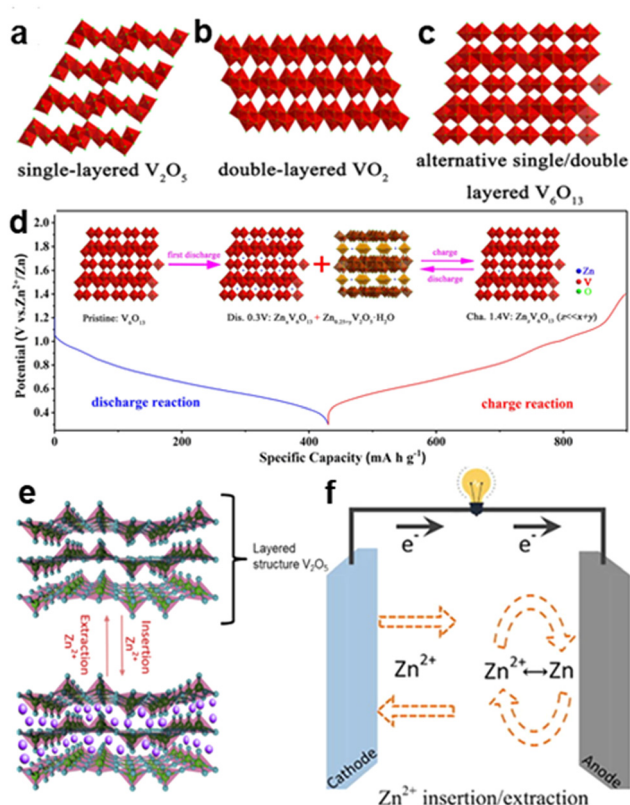 a
b
c
single-layered V₂O₅
double-layered VO₂
alternative single/double
layered V₆O₁₃
d
2.0
1.8
1.6
1.4
1.2
1.0
0.8
0.6
0.4
Potential (V vs.Zn²⁺/Zn)
first discharge
+
charge
discharge
Zn
V
O
Pristine: V₆O₁₃
Dis. 0.3V: ZnₓV₆O₁₃ + Zn₀.₂₅₊ᵧV₂O₅·H₂O
Cha. 1.4V: Zn V₆O₁₃ (z<<x+y)
discharge reaction
charge reaction
0
200
400
600
800
Specific Capacity (mA h g⁻¹)
e
Layered
structure V₂O₅
Extraction
Zn²⁺
Insertion
Zn²⁺
f
e⁻
e⁻
Zn²⁺
Zn²⁺↔Zn
Cathode
Anode
Zn²⁺ insertion/extraction